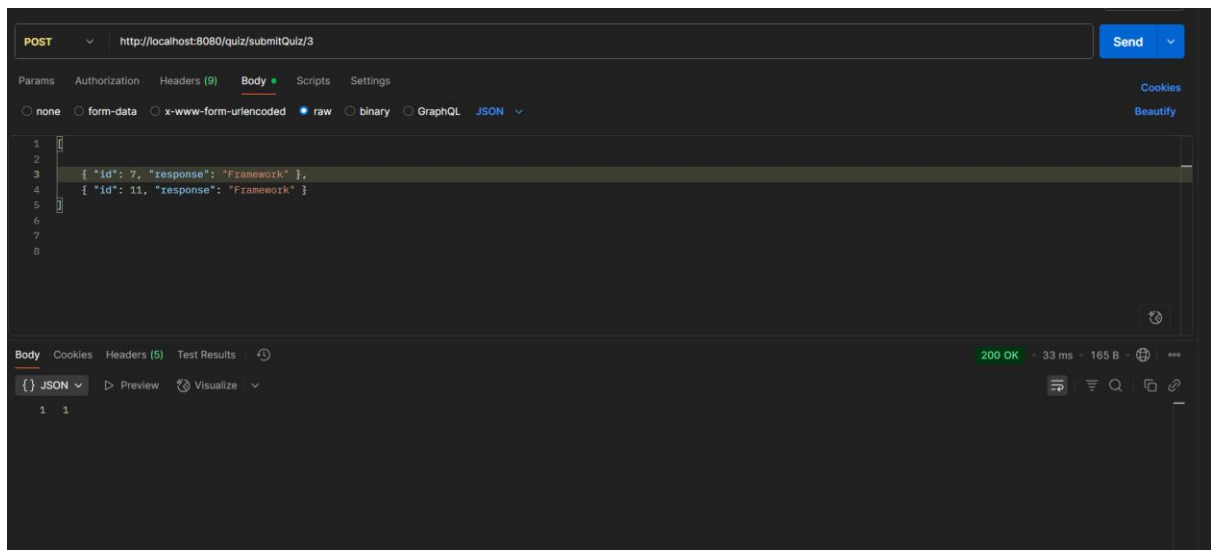 POST http://localhost:8080/quiz/submitQuiz/3 Send
Params Authorization Headers (9) Body Scripts Settings Cookies
none form-data x-www-form-urlencoded raw binary GraphQL JSON Beautify
1 [
2
3 { "id": 7, "response": "Framework" },
4 { "id": 11, "response": "Framework" }
5 ]
6
7
8
Body Cookies Headers (5) Test Results 200 OK 33 ms 165 B
{} JSON Preview Visualize
1 1